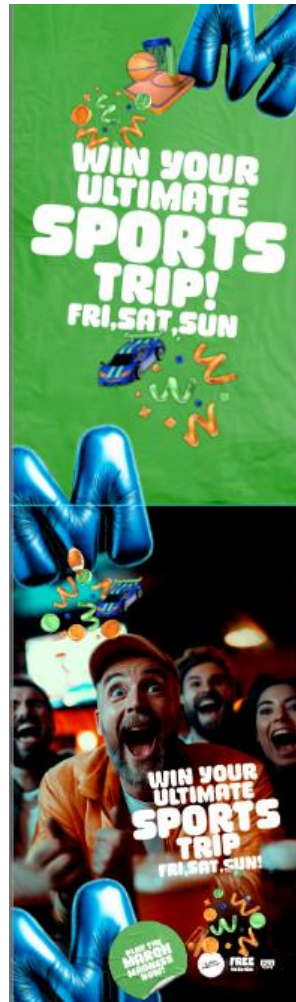 M
WIN YOUR
ULTIMATE
SPORTS
TRIP!
FRI,SAT,SUN
M
WIN YOUR
ULTIMATE
SPORTS
TRIP
FRI,SAT,SUN!
M
PLAY THE
MARCH
MADNESS
NOW!
FREE